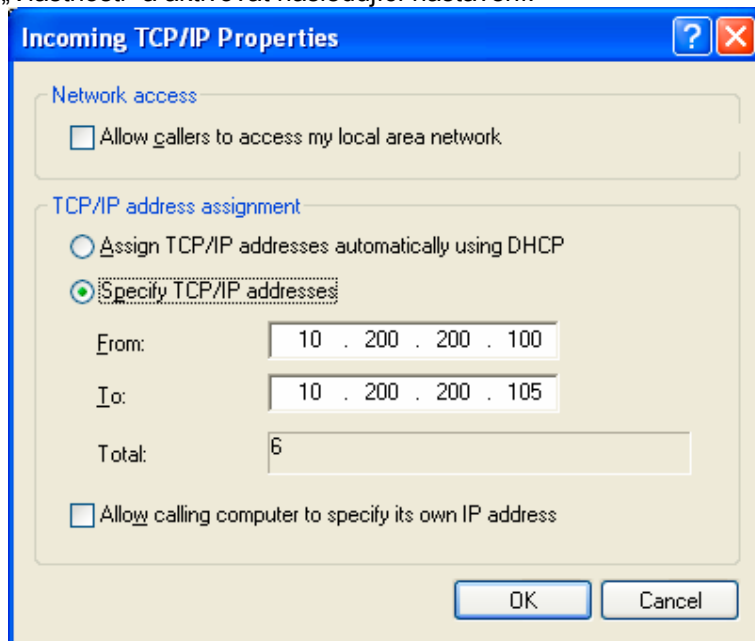 Incoming TCP/IP Properties
Network access
Allow callers to access my local area network
TCP/IP address assignment
Assign TCP/IP addresses automatically using DHCP
Specify TCP/IP addresses
From: 10 . 200 . 200 . 100
To: 10 . 200 . 200 . 105
Total: 6
Allow calling computer to specify its own IP address
OK Cancel